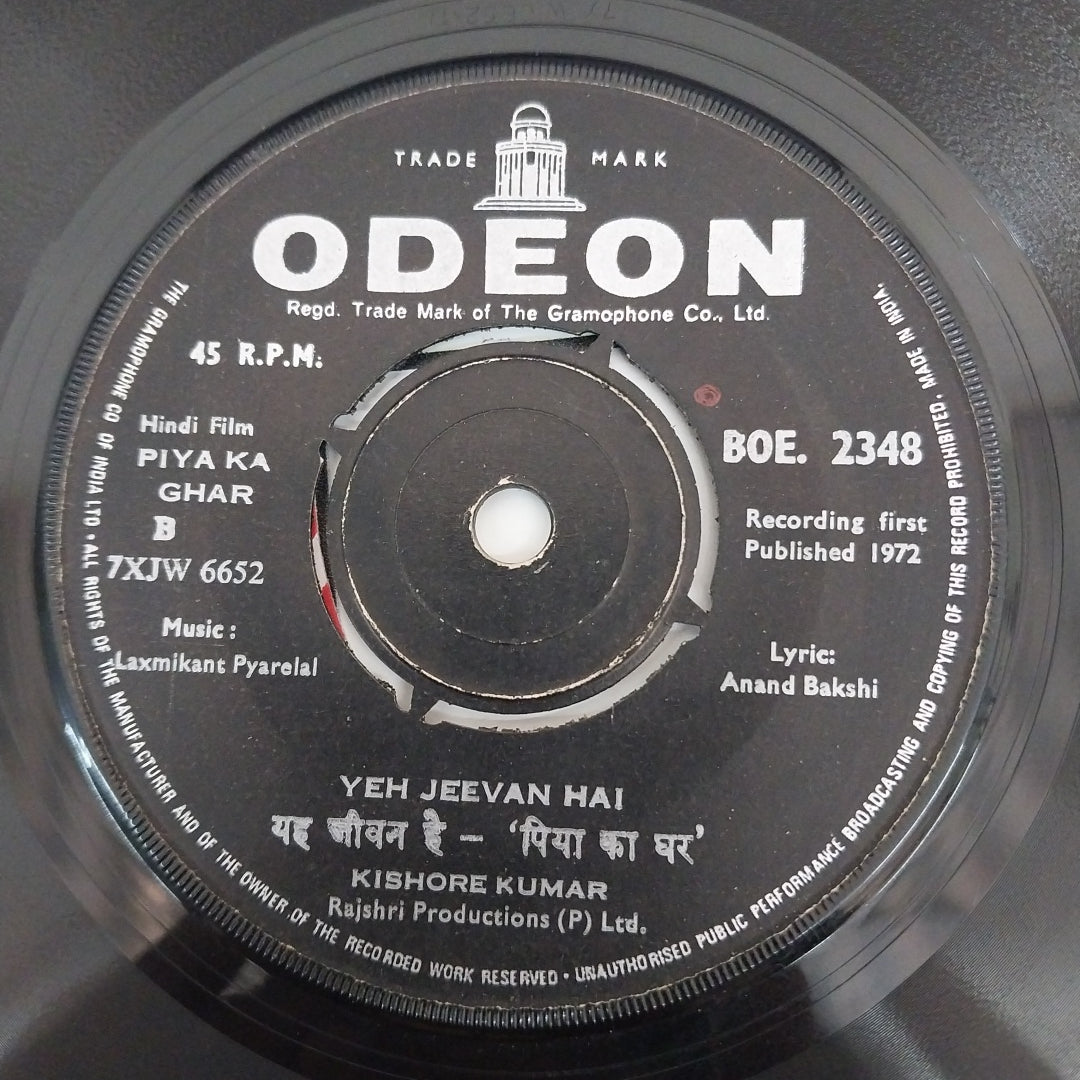 TRADE MARK
ODEON
Regd. Trade Mark of The Gramophone Co., Ltd.
45 R.P.M.
Hindi Film
PIYA KA
GHAR
B
7XJW 6652
Music :
Laxmikant Pyarelal
BOE. 2348
Recording first
Published 1972
Lyric:
Anand Bakshi
YEH JEEVAN HAI
यह जीवन है – 'पिया का घर'
KISHORE KUMAR
Rajshri Productions (P) Ltd.
THE GRAMOPHONE CO OF INDIA LTD • ALL RIGHTS OF THE MANUFACTURER AND OF THE OWNER OF THE RECORDED WORK RESERVED • UNAUTHORISED PUBLIC PERFORMANCE BROADCASTING AND COPYING OF THIS RECORD PROHIBITED. MADE IN INDIA.